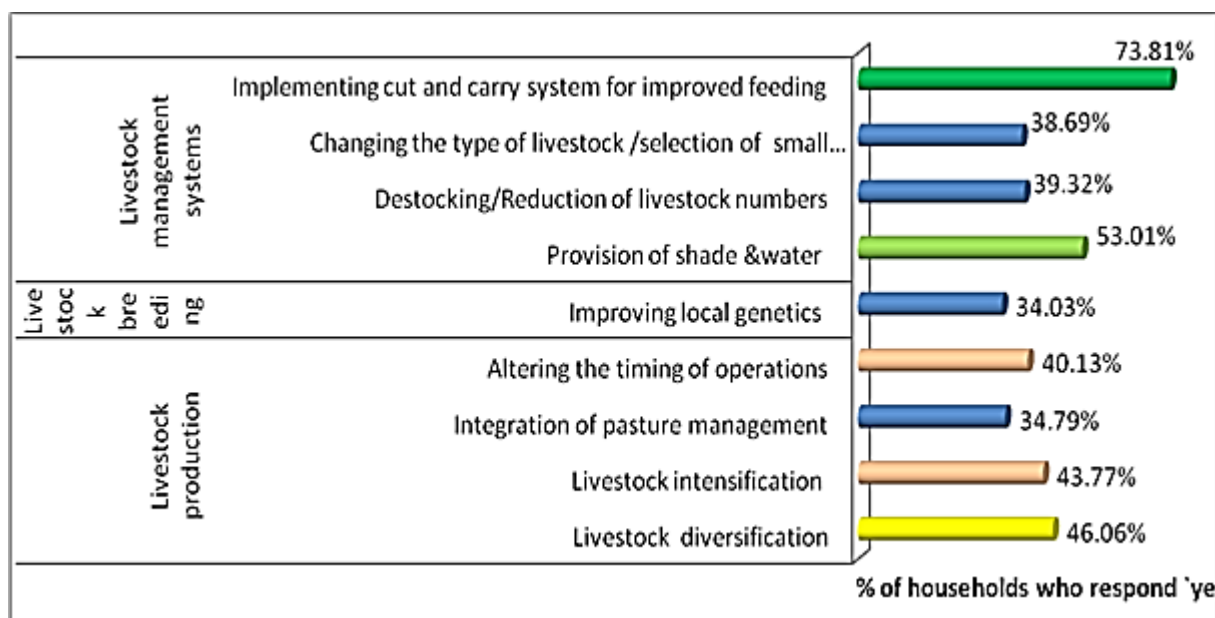 Livestock
management
systems
Implementing cut and carry system for improved feeding
73.81%
Changing the type of livestock /selection of small...
38.69%
Destocking/Reduction of livestock numbers
39.32%
Provision of shade &water
53.01%
Live
stoc
k
bre
edi
ng
Improving local genetics
34.03%
Livestock
production
Altering the timing of operations
40.13%
Integration of pasture management
34.79%
Livestock intensification
43.77%
Livestock diversification
46.06%
% of households who respond `ye